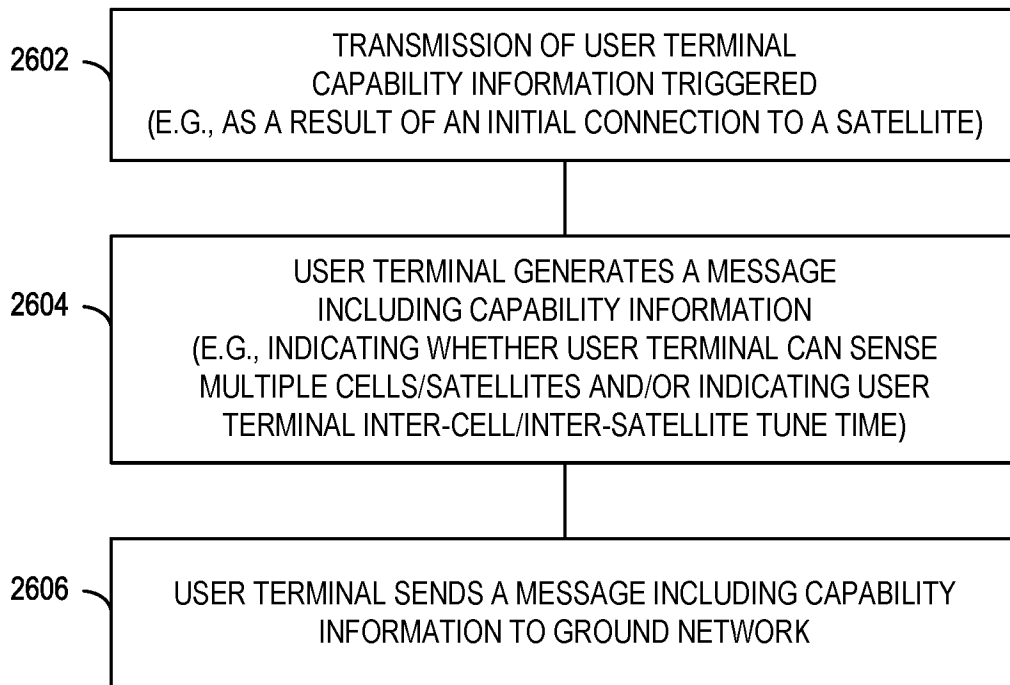 2602
TRANSMISSION OF USER TERMINAL
CAPABILITY INFORMATION TRIGGERED
(E.G., AS A RESULT OF AN INITIAL CONNECTION TO A SATELLITE)
2604
USER TERMINAL GENERATES A MESSAGE
INCLUDING CAPABILITY INFORMATION
(E.G., INDICATING WHETHER USER TERMINAL CAN SENSE
MULTIPLE CELLS/SATELLITES AND/OR INDICATING USER
TERMINAL INTER-CELL/INTER-SATELLITE TUNE TIME)
2606
USER TERMINAL SENDS A MESSAGE INCLUDING CAPABILITY
INFORMATION TO GROUND NETWORK